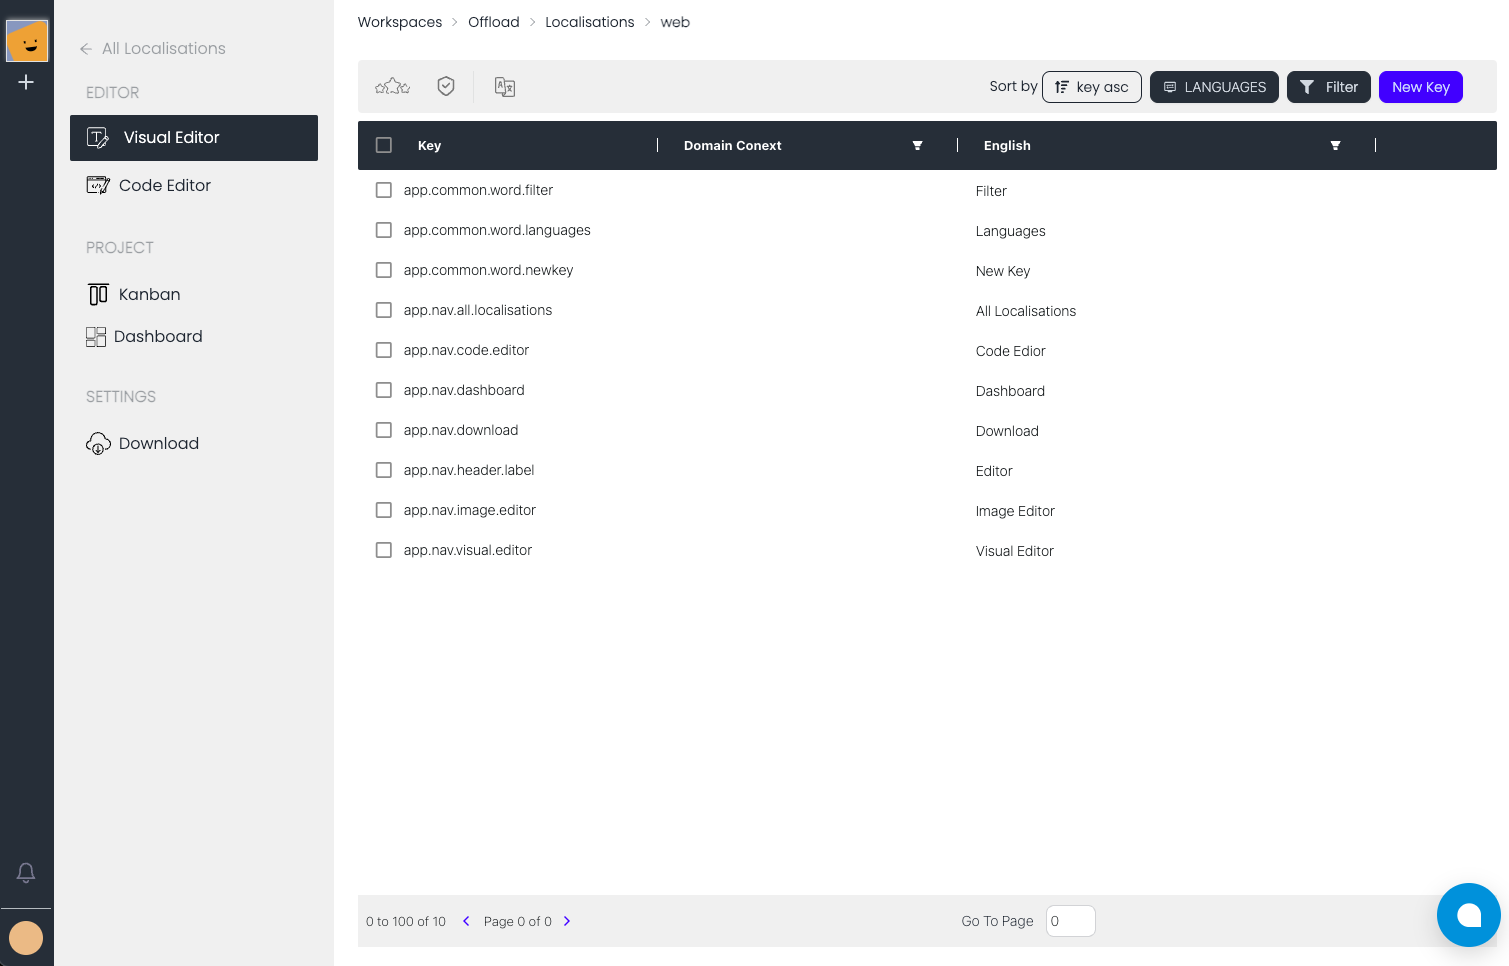 Workspaces > Offload > Localisations > web
All Localisations
EDITOR
Visual Editor
Code Editor
PROJECT
Kanban
Dashboard
SETTINGS
Download
Sort by key asc LANGUAGES Filter New Key
Key Domain Conext English
app.common.word.filter Filter
app.common.word.languages Languages
app.common.word.newkey New Key
app.nav.all.localisations All Localisations
app.nav.code.editor Code Edior
app.nav.dashboard Dashboard
app.nav.download Download
app.nav.header.label Editor
app.nav.image.editor Image Editor
app.nav.visual.editor Visual Editor
0 to 100 of 10 Page 0 of 0 Go To Page 0